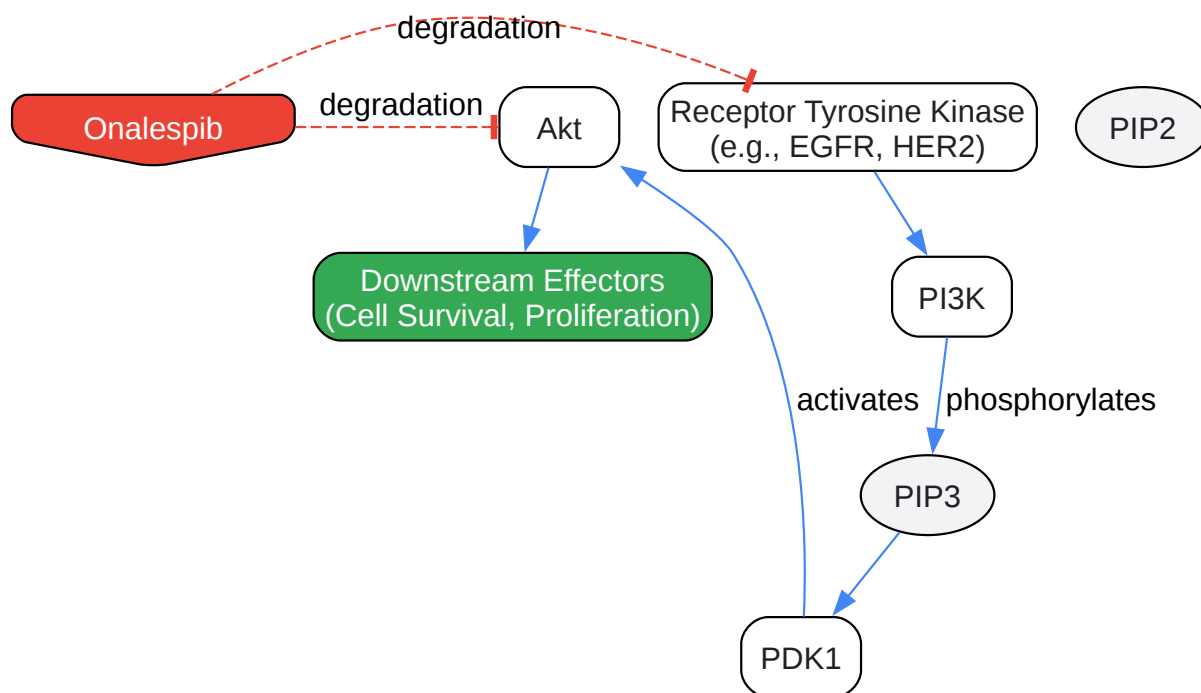 degradation
Onalespib
degradation
Akt
Receptor Tyrosine Kinase
(e.g., EGFR, HER2)
PIP2
Downstream Effectors
(Cell Survival, Proliferation)
PI3K
activates
phosphorylates
PIP3
PDK1